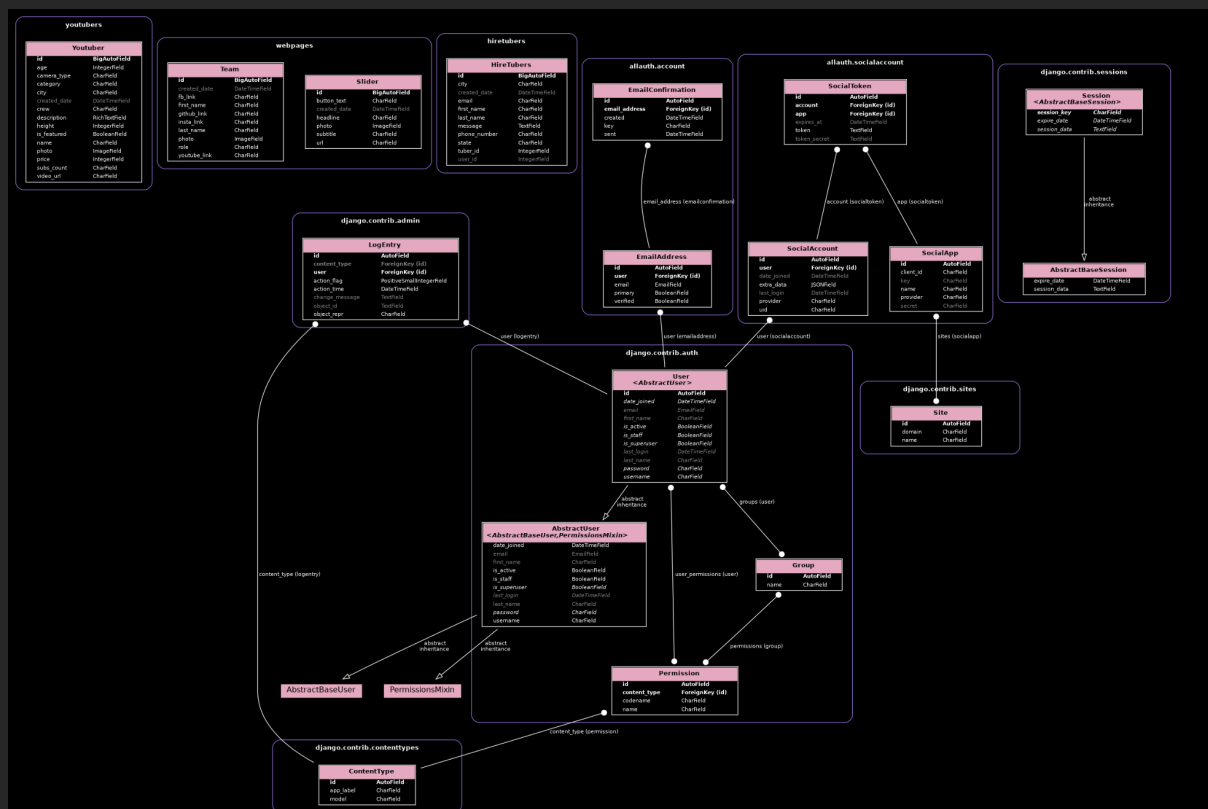 youtubers
Youtuber
id BigAutoField
age IntegerField
camera_type CharField
category CharField
city CharField
created_date DateTimeField
crew CharField
description RichTextField
height IntegerField
is_featured BooleanField
name CharField
photo ImageField
price IntegerField
subs_count CharField
video_url CharField
webpages
Team
id BigAutoField
created_date DateTimeField
fb_link CharField
first_name CharField
github_link CharField
insta_link CharField
last_name CharField
photo ImageField
role CharField
youtube_link CharField
Slider
id BigAutoField
button_text CharField
created_date DateTimeField
headline CharField
photo ImageField
subtitle CharField
url CharField
hiretubers
HireTubers
id BigAutoField
city CharField
created_date DateTimeField
email CharField
first_name CharField
last_name CharField
message TextField
phone_number CharField
state CharField
tuber_id IntegerField
user_id IntegerField
allauth.account
EmailConfirmation
id AutoField
email_address ForeignKey (id)
created DateTimeField
key CharField
sent DateTimeField
email_address (emailconfirmation)
EmailAddress
id AutoField
user ForeignKey (id)
email EmailField
primary BooleanField
verified BooleanField
allauth.socialaccount
SocialToken
id AutoField
account ForeignKey (id)
app ForeignKey (id)
expires_at DateTimeField
token TextField
token_secret TextField
account (socialtoken)
app (socialtoken)
SocialAccount
id AutoField
user ForeignKey (id)
date_joined DateTimeField
extra_data JSONField
last_login DateTimeField
provider CharField
uid CharField
SocialApp
id AutoField
client_id CharField
key CharField
name CharField
provider CharField
secret CharField
django.contrib.sessions
Session
<AbstractBaseSession>
session_key CharField
expire_date DateTimeField
session_data TextField
abstract
inheritance
AbstractBaseSession
expire_date DateTimeField
session_data TextField
django.contrib.admin
LogEntry
id AutoField
content_type ForeignKey (id)
user ForeignKey (id)
action_flag PositiveSmallIntegerField
action_time DateTimeField
change_message TextField
object_id TextField
object_repr CharField
user (logentry)
user (emailaddress)
user (socialaccount)
sites (socialapp)
django.contrib.sites
Site
id AutoField
domain CharField
name CharField
django.contrib.auth
User
<AbstractUser>
id AutoField
date_joined DateTimeField
email EmailField
first_name CharField
is_active BooleanField
is_staff BooleanField
is_superuser BooleanField
last_login DateTimeField
last_name CharField
password CharField
username CharField
abstract
inheritance
groups (user)
AbstractUser
<AbstractBaseUser,PermissionsMixin>
date_joined DateTimeField
email EmailField
first_name CharField
is_active BooleanField
is_staff BooleanField
is_superuser BooleanField
last_login DateTimeField
last_name CharField
password CharField
username CharField
user_permissions (user)
Group
id AutoField
name CharField
content_type (logentry)
abstract
inheritance
abstract
inheritance
permissions (group)
AbstractBaseUser
PermissionsMixin
Permission
id AutoField
content_type ForeignKey (id)
codename CharField
name CharField
content_type (permission)
django.contrib.contenttypes
ContentType
id AutoField
app_label CharField
model CharField